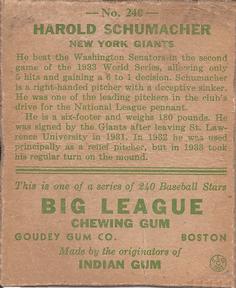 — No. 240 —
HAROLD SCHUMACHER
NEW YORK GIANTS
He beat the Washington Senators in the second
game of the 1933 World Series, allowing only
5 hits and gaining a 6 to 1 decision. Schumacher
is a right-handed pitcher with a deceptive sinker.
He was one of the leading pitchers in the club's
drive for the National League pennant.
He is a six-footer and weighs 180 pounds. He
was signed by the Giants after leaving St. Law-
rence University in 1931. In 1932 he was used
principally as a relief pitcher, but in 1933 took
his regular turn on the mound.
This is one of a series of 240 Baseball Stars
BIG LEAGUE
CHEWING GUM
GOUDEY GUM CO. BOSTON
Made by the originators of
INDIAN GUM